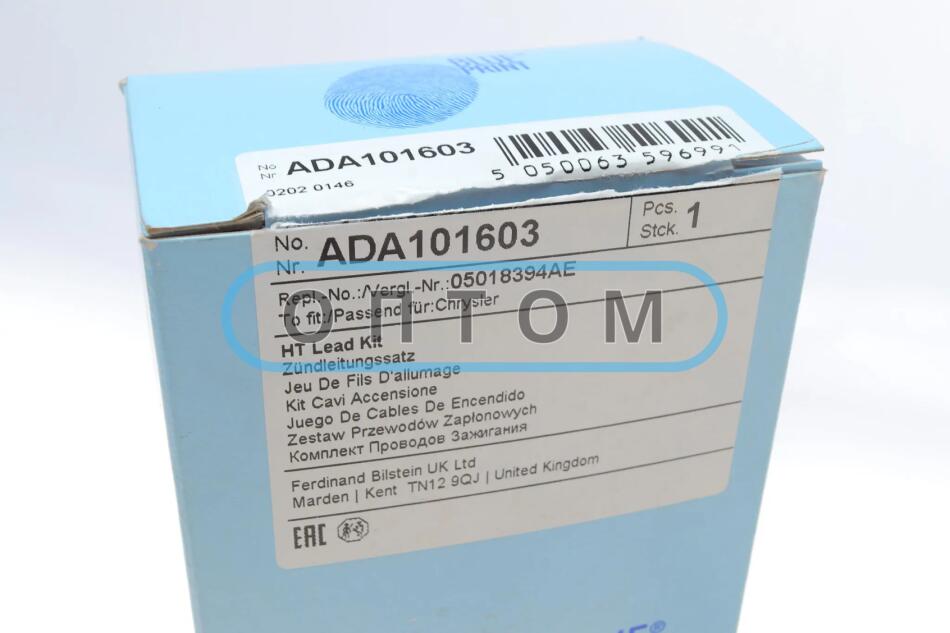 BLUE
PRINT
No
Nr ADA101603
0202 0146
5 050063 596991
No.
Nr. ADA101603
Pcs.
Stck. 1
Repl.-No.:/Vergl.-Nr.:05018394AE
To fit:/Passend für:Chrysler
ОПТОМ
HT Lead Kit
Zündleitungssatz
Jeu De Fils D'allumage
Kit Cavi Accensione
Juego De Cables De Encendido
Zestaw Przewodów Zapłonowych
Комплект Проводов Зажигания
Ferdinand Bilstein UK Ltd
Marden | Kent TN12 9QJ | United Kingdom
EAC